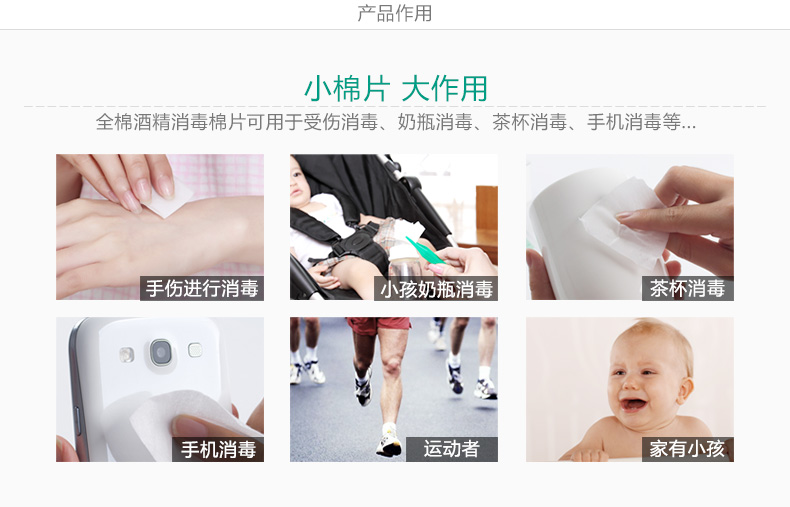 产品作用
小棉片 大作用
全棉酒精消毒棉片可用于受伤消毒、奶瓶消毒、茶杯消毒、手机消毒等...
手伤进行消毒
小孩奶瓶消毒
茶杯消毒
手机消毒
运动者
家有小孩